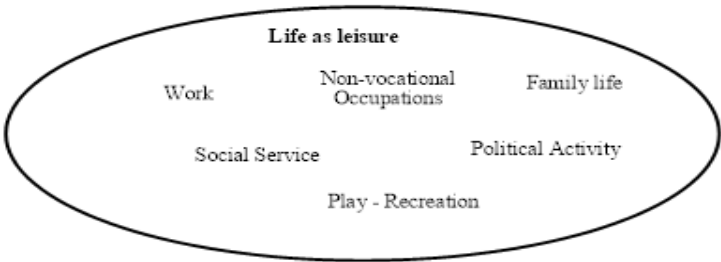 Life as leisure
Non-vocational
Occupations
Family life
Work
Social Service
Political Activity
Play - Recreation